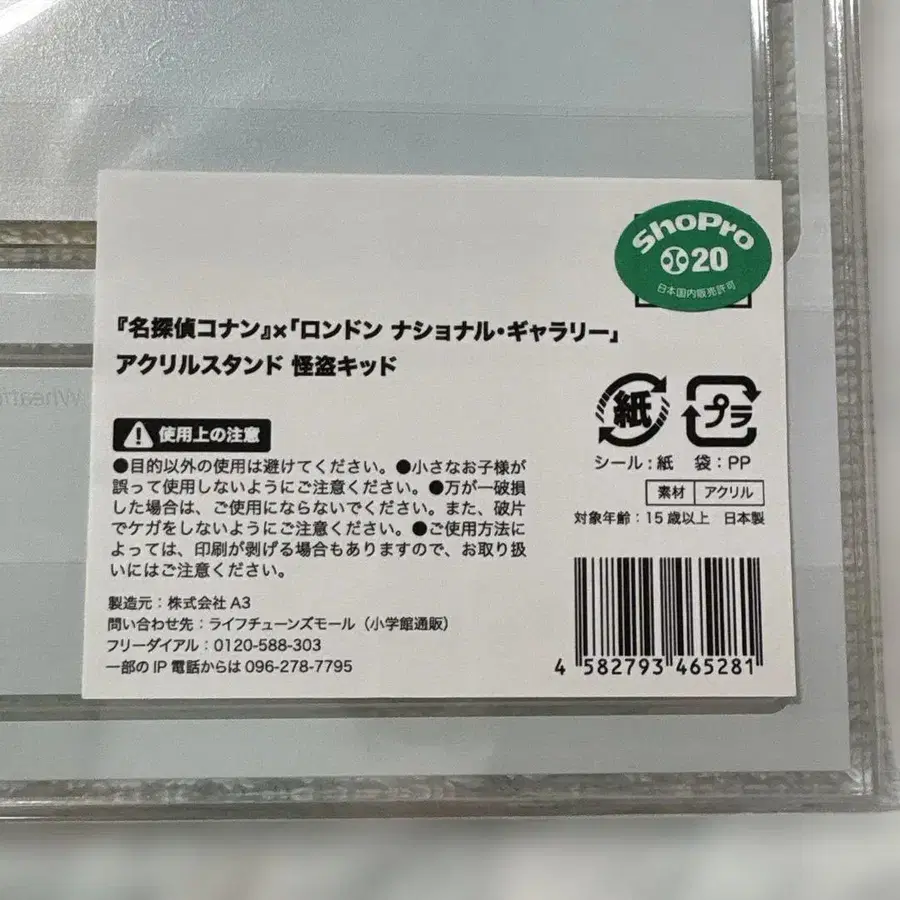 ShoPro
20
日本国内販売許可
『名探偵コナン』×「ロンドン ナショナル・ギャラリー」
アクリルスタンド 怪盗キッド
使用上の注意
●目的以外の使用は避けてください。●小さなお子様が
誤って使用しないようにご注意ください。●万が一破損
した場合は、ご使用にならないでください。また、破片
でケガをしないようにご注意ください。●ご使用方法に
よっては、印刷が剥げる場合もありますので、お取り扱
いにはご注意ください。
製造元：株式会社 A3
問い合わせ先：ライフチューンズモール（小学館通販）
フリーダイアル：0120-588-303
一部の IP 電話からは 096-278-7795
紙 プラ
シール：紙 袋：PP
素材 アクリル
対象年齢：15 歳以上 日本製
4 582793 465281